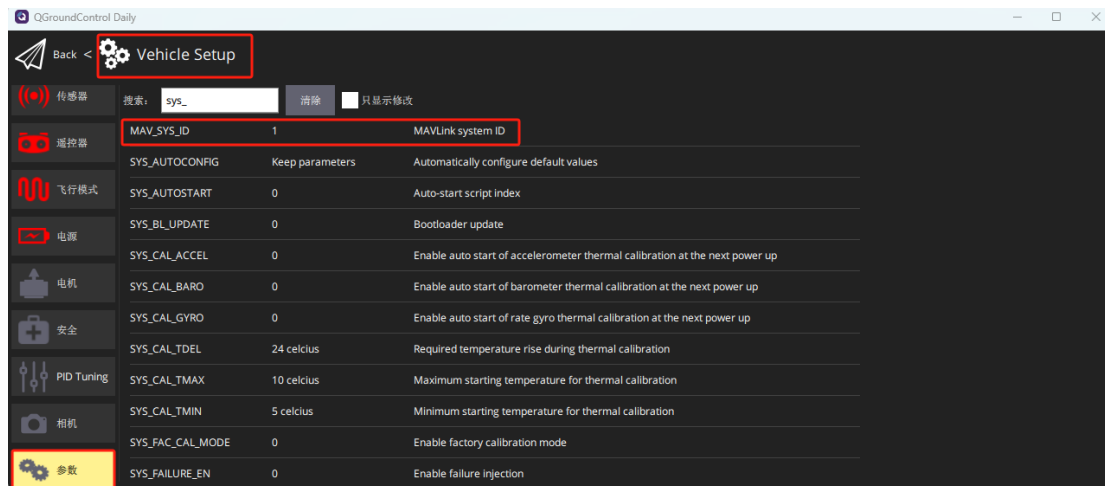 QGroundControl Daily
Back < Vehicle Setup
传感器
遥控器
飞行模式
电源
电机
安全
PID Tuning
相机
参数
搜索: sys_ 清除 只显示修改
MAV_SYS_ID 1 MAVLink system ID
SYS_AUTOCONFIG Keep parameters Automatically configure default values
SYS_AUTOSTART 0 Auto-start script index
SYS_BL_UPDATE 0 Bootloader update
SYS_CAL_ACCEL 0 Enable auto start of accelerometer thermal calibration at the next power up
SYS_CAL_BARO 0 Enable auto start of barometer thermal calibration at the next power up
SYS_CAL_GYRO 0 Enable auto start of rate gyro thermal calibration at the next power up
SYS_CAL_TDEL 24 celcius Required temperature rise during thermal calibration
SYS_CAL_TMAX 10 celcius Maximum starting temperature for thermal calibration
SYS_CAL_TMIN 5 celcius Minimum starting temperature for thermal calibration
SYS_FAC_CAL_MODE 0 Enable factory calibration mode
SYS_FAILURE_EN 0 Enable failure injection